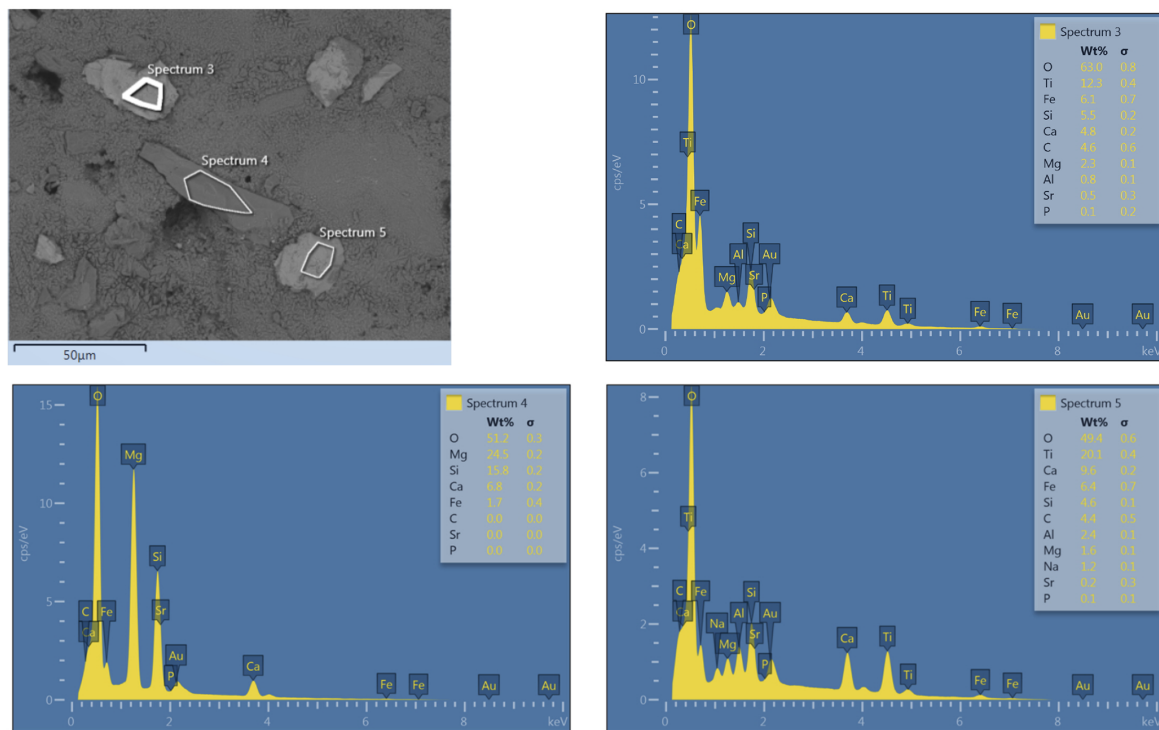 Spectrum 3
Spectrum 4
Spectrum 5
50µm
Spectrum 3
Wt% σ
O 63.0 0.8
Ti 12.3 0.4
Fe 6.1 0.7
Si 5.5 0.2
Ca 4.8 0.2
C 4.6 0.6
Mg 2.3 0.1
Al 0.8 0.1
Sr 0.5 0.3
P 0.1 0.2
cps/eV
10
5
0
O
Ti
Fe
C
Ca
Si
Al
Au
Mg
Sr
P
Ca
Ti
Ti
Fe
Fe
Au
Au
0 2 4 6 8 keV
Spectrum 4
Wt% σ
O 51.2 0.3
Mg 24.5 0.2
Si 15.8 0.2
Ca 6.8 0.2
Fe 1.7 0.4
C 0.0 0.0
Sr 0.0 0.0
P 0.0 0.0
cps/eV
15
10
5
0
O
Mg
Si
C
Fe
Sr
Ca
Au
P
Ca
Fe
Fe
Au
Au
0 2 4 6 8 keV
Spectrum 5
Wt% σ
O 49.4 0.6
Ti 20.1 0.4
Ca 9.6 0.2
Fe 6.4 0.7
Si 4.6 0.1
C 4.4 0.5
Al 2.4 0.1
Mg 1.6 0.1
Na 1.2 0.1
Sr 0.2 0.3
P 0.1 0.1
cps/eV
8
6
4
2
0
O
Ti
C
Fe
Si
Ca
Al
Au
Na
Mg
Sr
P
Ca
Ti
Ti
Fe
Fe
Au
Au
0 2 4 6 8 keV